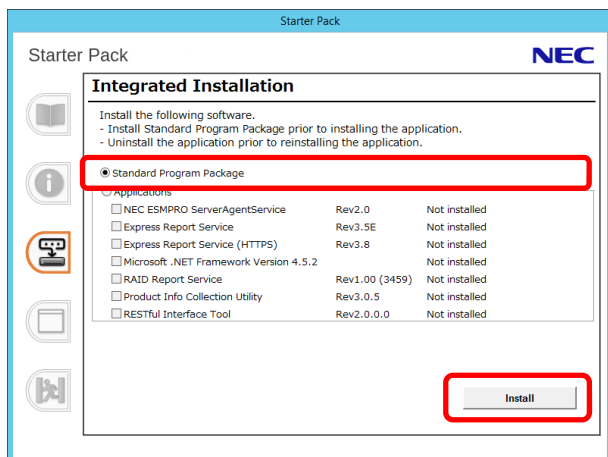 Starter Pack
Starter Pack NEC
Integrated Installation
Install the following software.
- Install Standard Program Package prior to installing the application.
- Uninstall the application prior to reinstalling the application.
Standard Program Package
Applications
NEC ESMPRO ServerAgentService Rev2.0 Not installed
Express Report Service Rev3.5E Not installed
Express Report Service (HTTPS) Rev3.8 Not installed
Microsoft .NET Framework Version 4.5.2 Not installed
RAID Report Service Rev1.00 (3459) Not installed
Product Info Collection Utility Rev3.0.5 Not installed
RESTful Interface Tool Rev2.0.0.0 Not installed
Install